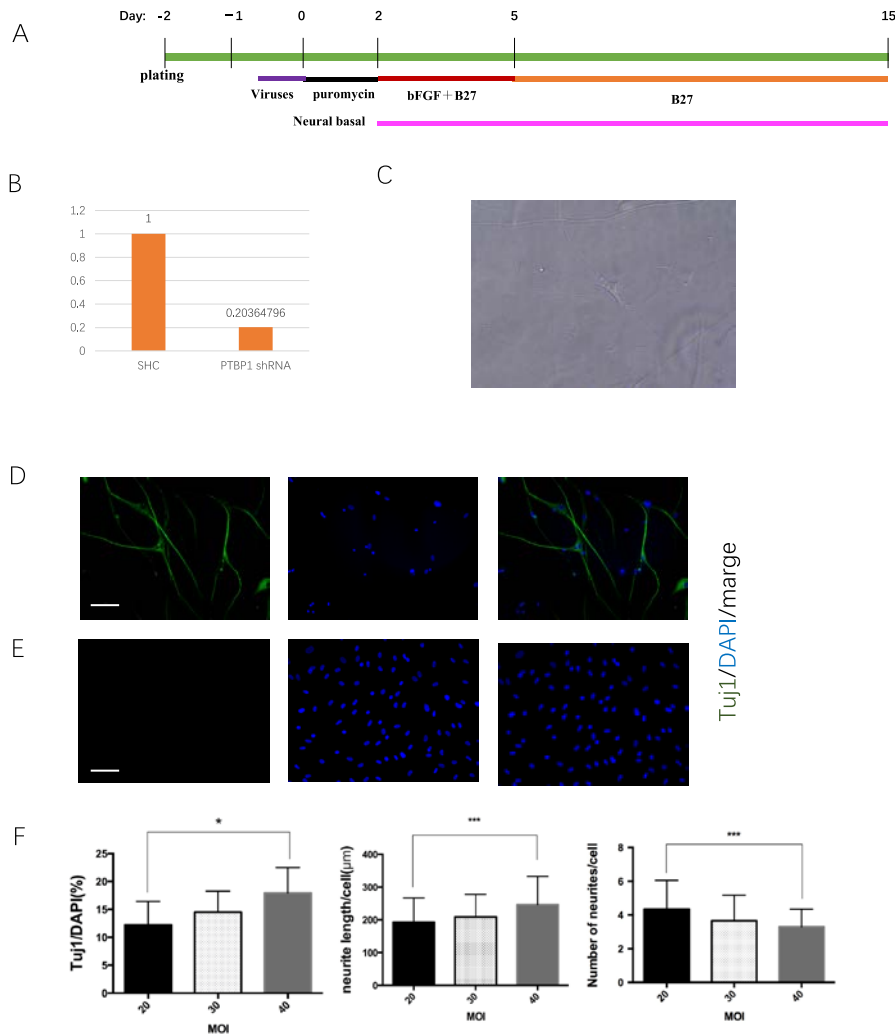 A
Day: -2 －1 0 2 5 15
plating
Viruses puromycin bFGF＋B27 B27
Neural basal
B
1.2
1
0.8
0.6
0.4
0.2
0
1
0.20364796
SHC PTBP1 shRNA
C
D
E
Tuj1/DAPI/marge
F
Tuj1/DAPI(%)
25
20
15
10
5
0
*
20 30 40
MOI
neurite length/cell(μm)
400
300
200
100
0
***
20 30 40
MOI
Number of neurites/cell
8
6
4
2
0
***
20 30 40
MOI